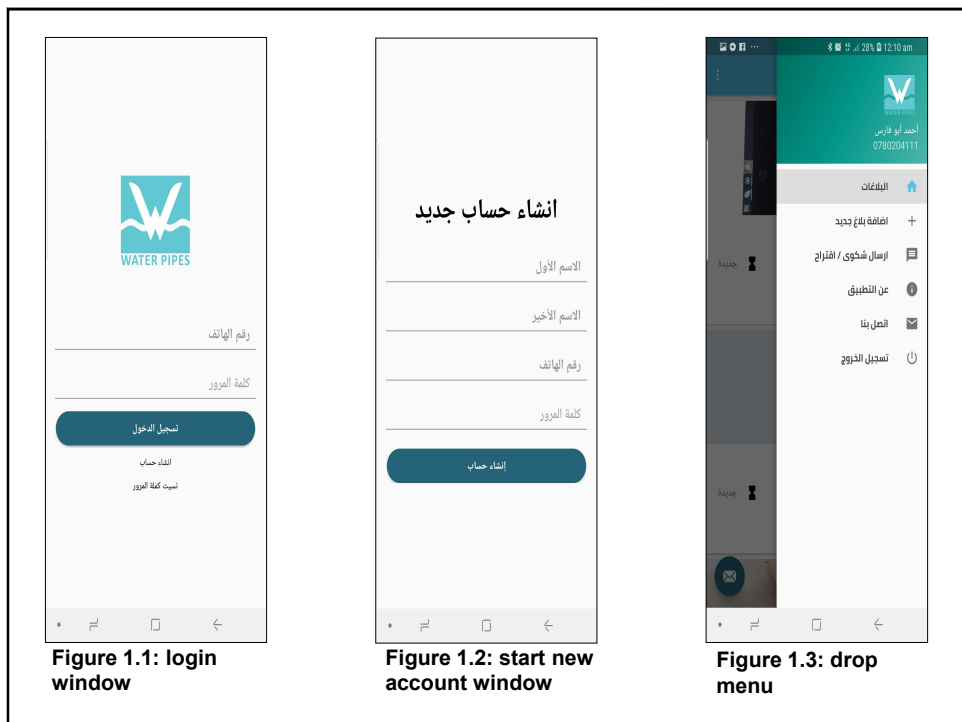 WATER PIPES
رقم الهاتف
كلمة المرور
تسجيل الدخول
انشاء حساب
نسيت كملة المرور
Figure 1.1: login
window
انشاء حساب جديد
الاسم الأول
الاسم الأخير
رقم الهاتف
كلمة المرور
إنشاء حساب
Figure 1.2: start new
account window
28% 12:10 am
WATER PIPES
أحمد أبو فارس
0780204111
البلاغات
اضافة بلاغ جديد
ارسال شكوى / اقتراح
عن التطبيق
اتصل بنا
تسجيل الخروج
جديدة
جديدة
Figure 1.3: drop
menu